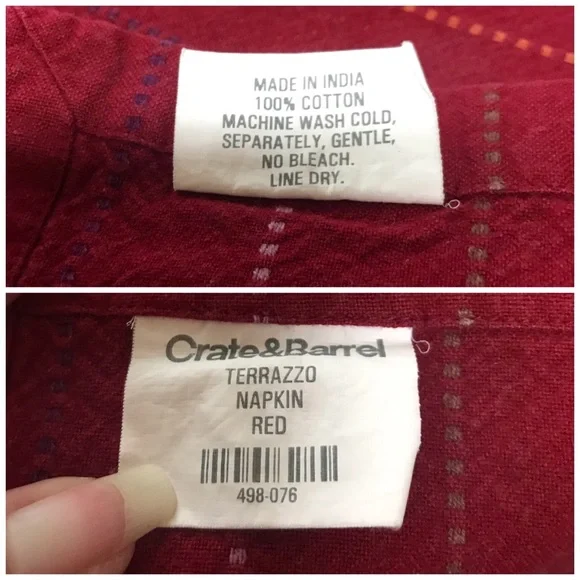 MADE IN INDIA
100% COTTON
MACHINE WASH COLD,
SEPARATELY, GENTLE,
NO BLEACH.
LINE DRY.
Crate&Barrel
TERRAZZO
NAPKIN
RED
498-076